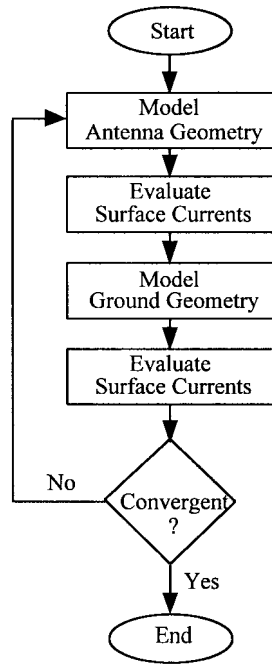 Start
Model
Antenna Geometry
Evaluate
Surface Currents
Model
Ground Geometry
Evaluate
Surface Currents
Convergent
?
No
Yes
End